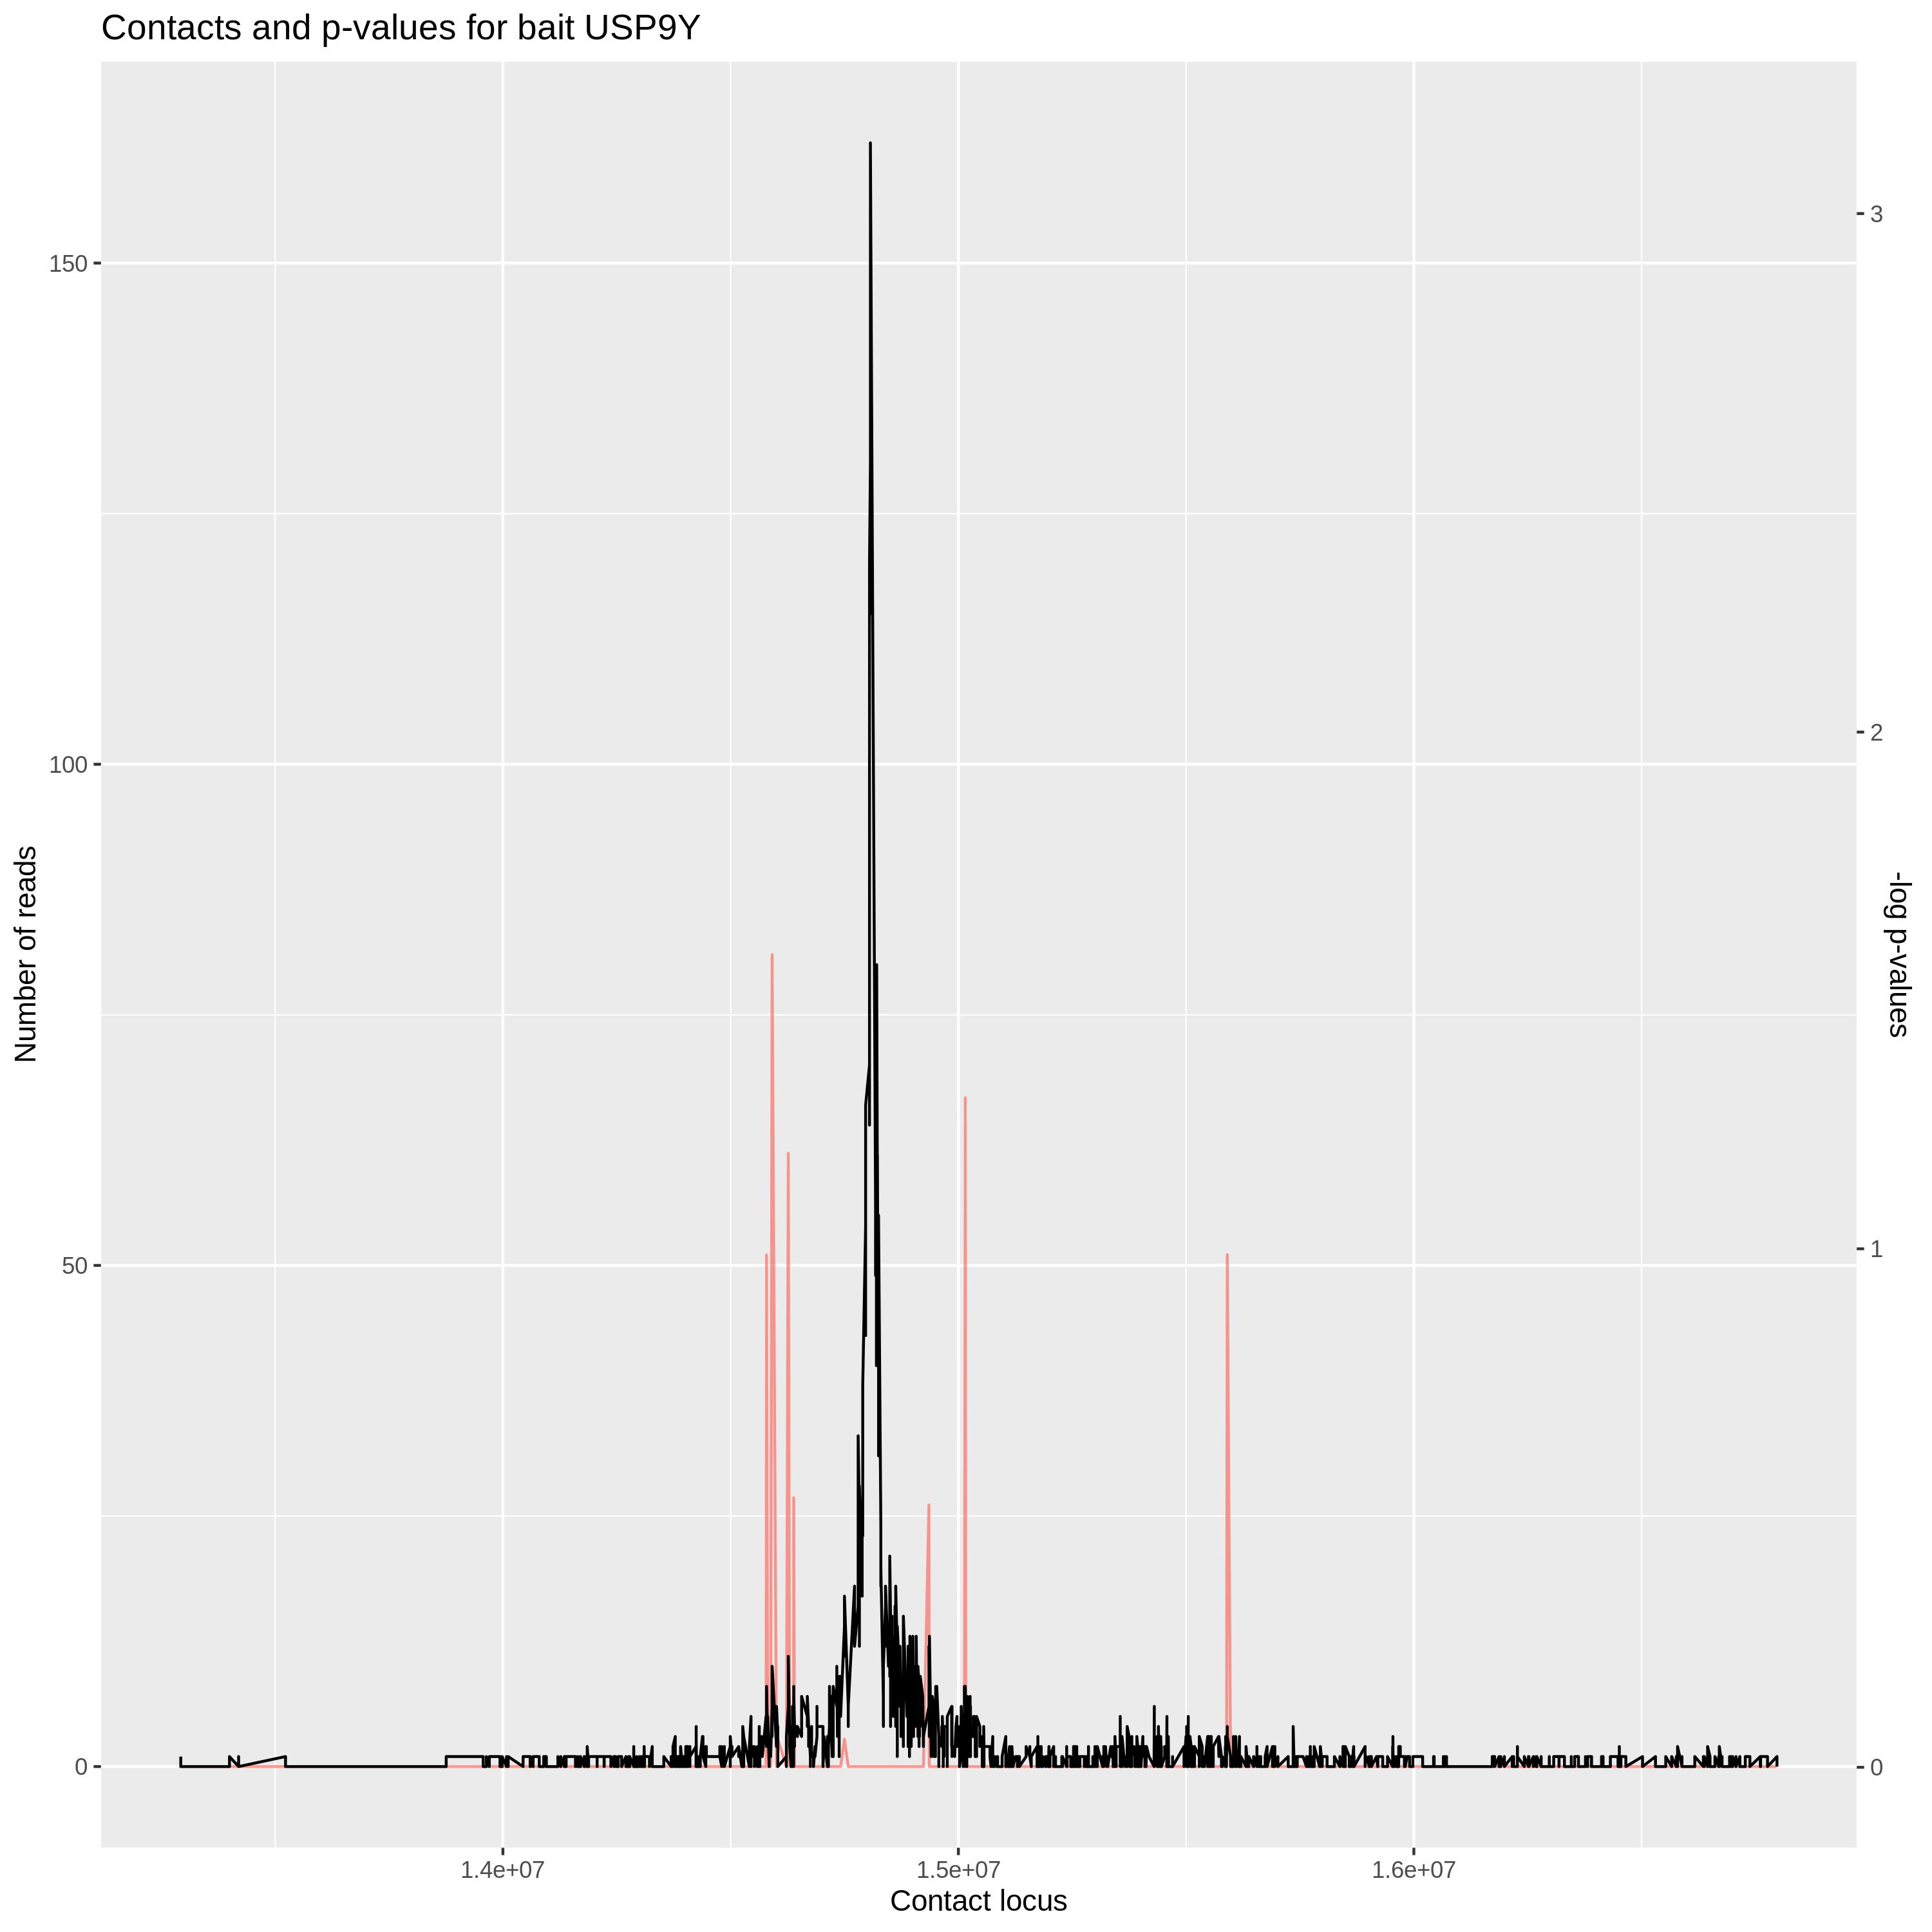 Contacts and p-values for bait USP9Y
Number of reads
150
100
50
0
3
2
1
0
-log p-values
1.4e+07 1.5e+07 1.6e+07
Contact locus